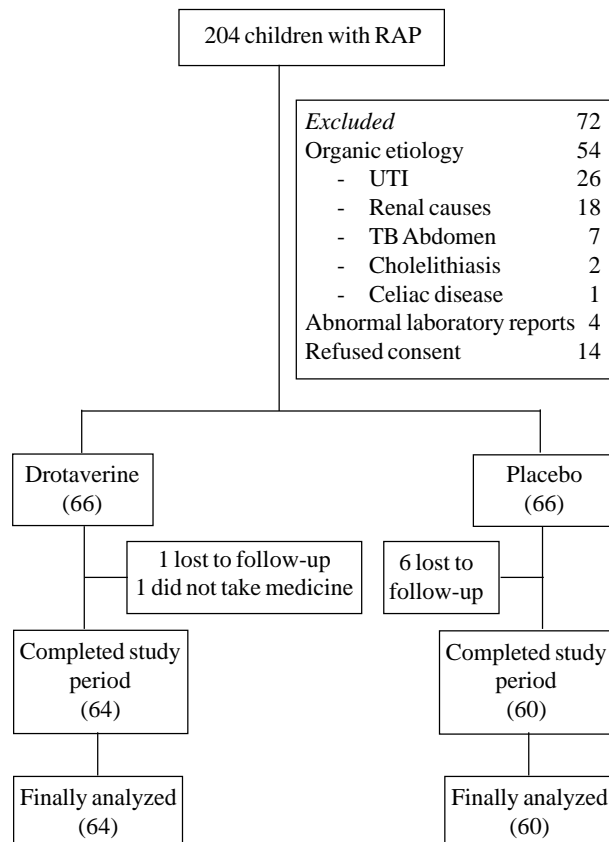 204 children with RAP
Excluded 72
Organic etiology 54
- UTI 26
- Renal causes 18
- TB Abdomen 7
- Cholelithiasis 2
- Celiac disease 1
Abnormal laboratory reports 4
Refused consent 14
Drotaverine
(66)
Placebo
(66)
1 lost to follow-up
1 did not take medicine
6 lost to
follow-up
Completed study
period
(64)
Completed study
period
(60)
Finally analyzed
(64)
Finally analyzed
(60)